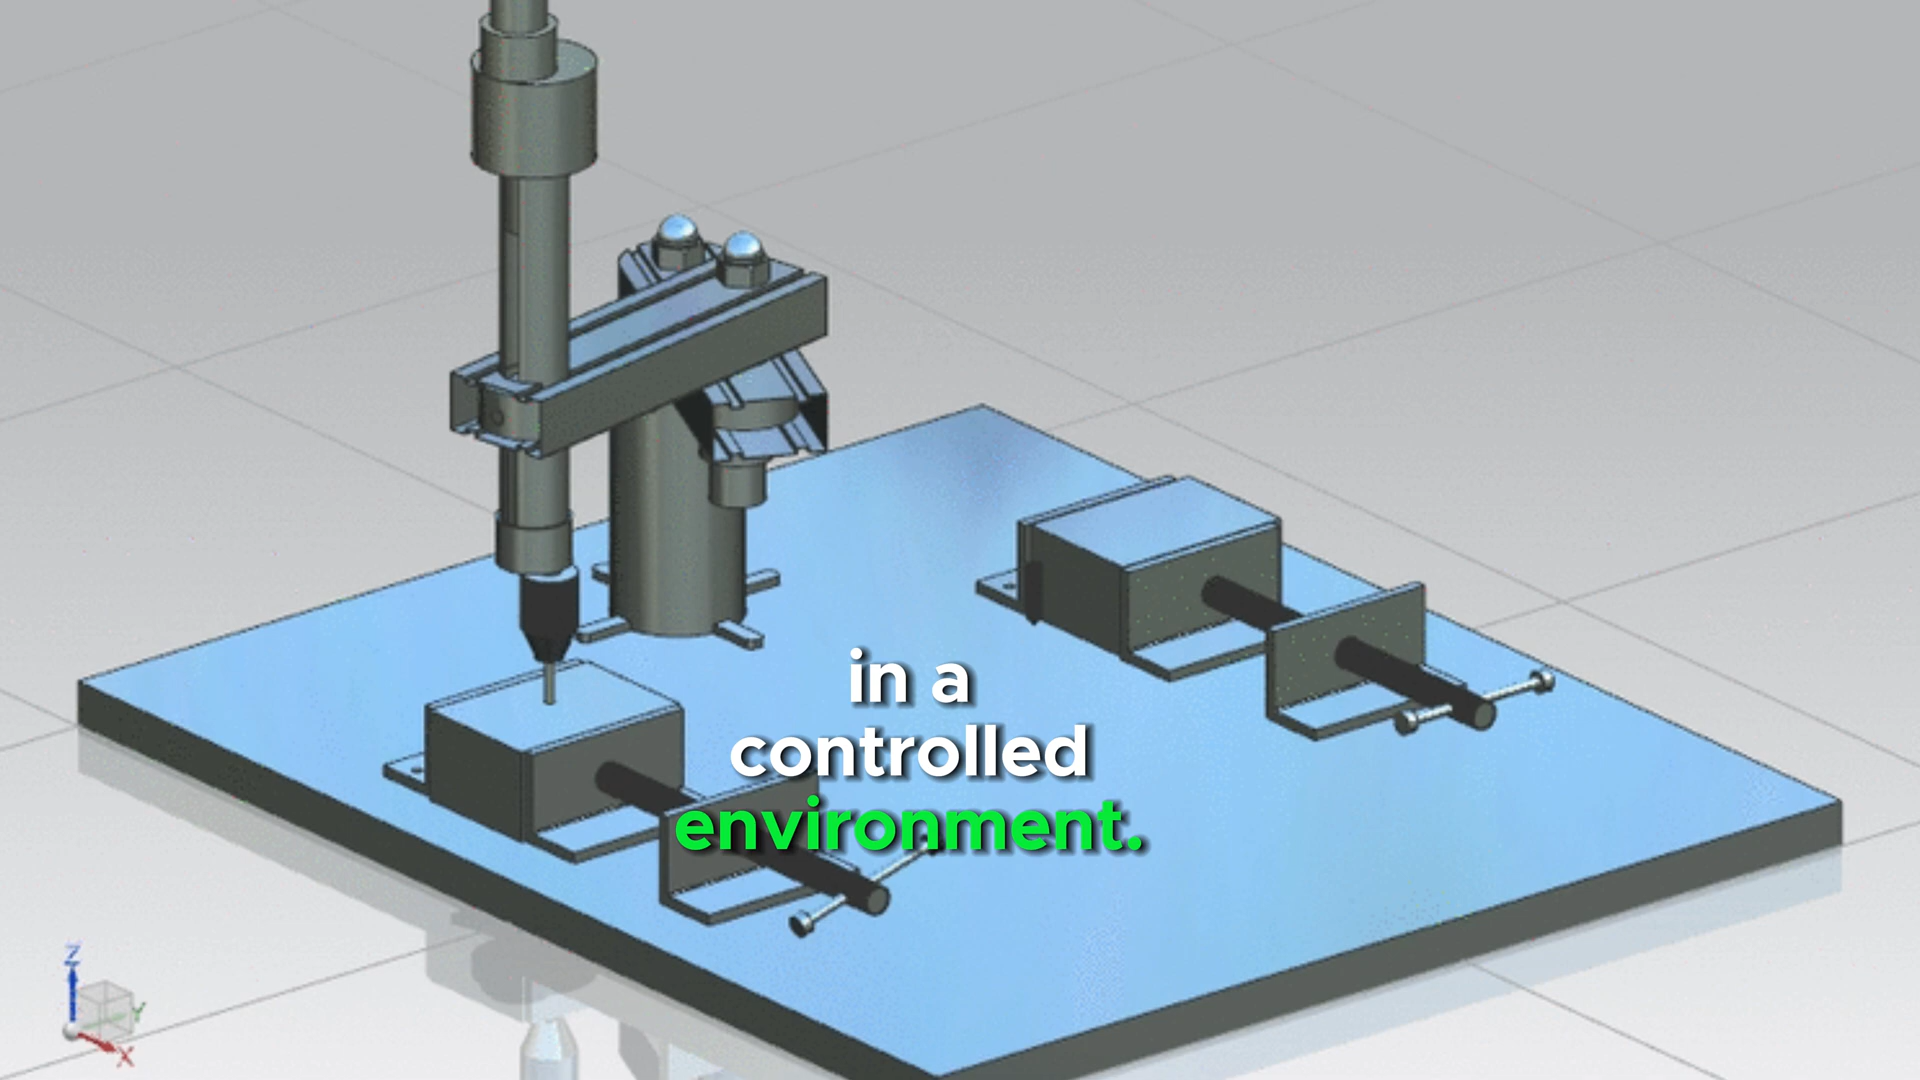 in a
controlled
environment.
Z
Y
X